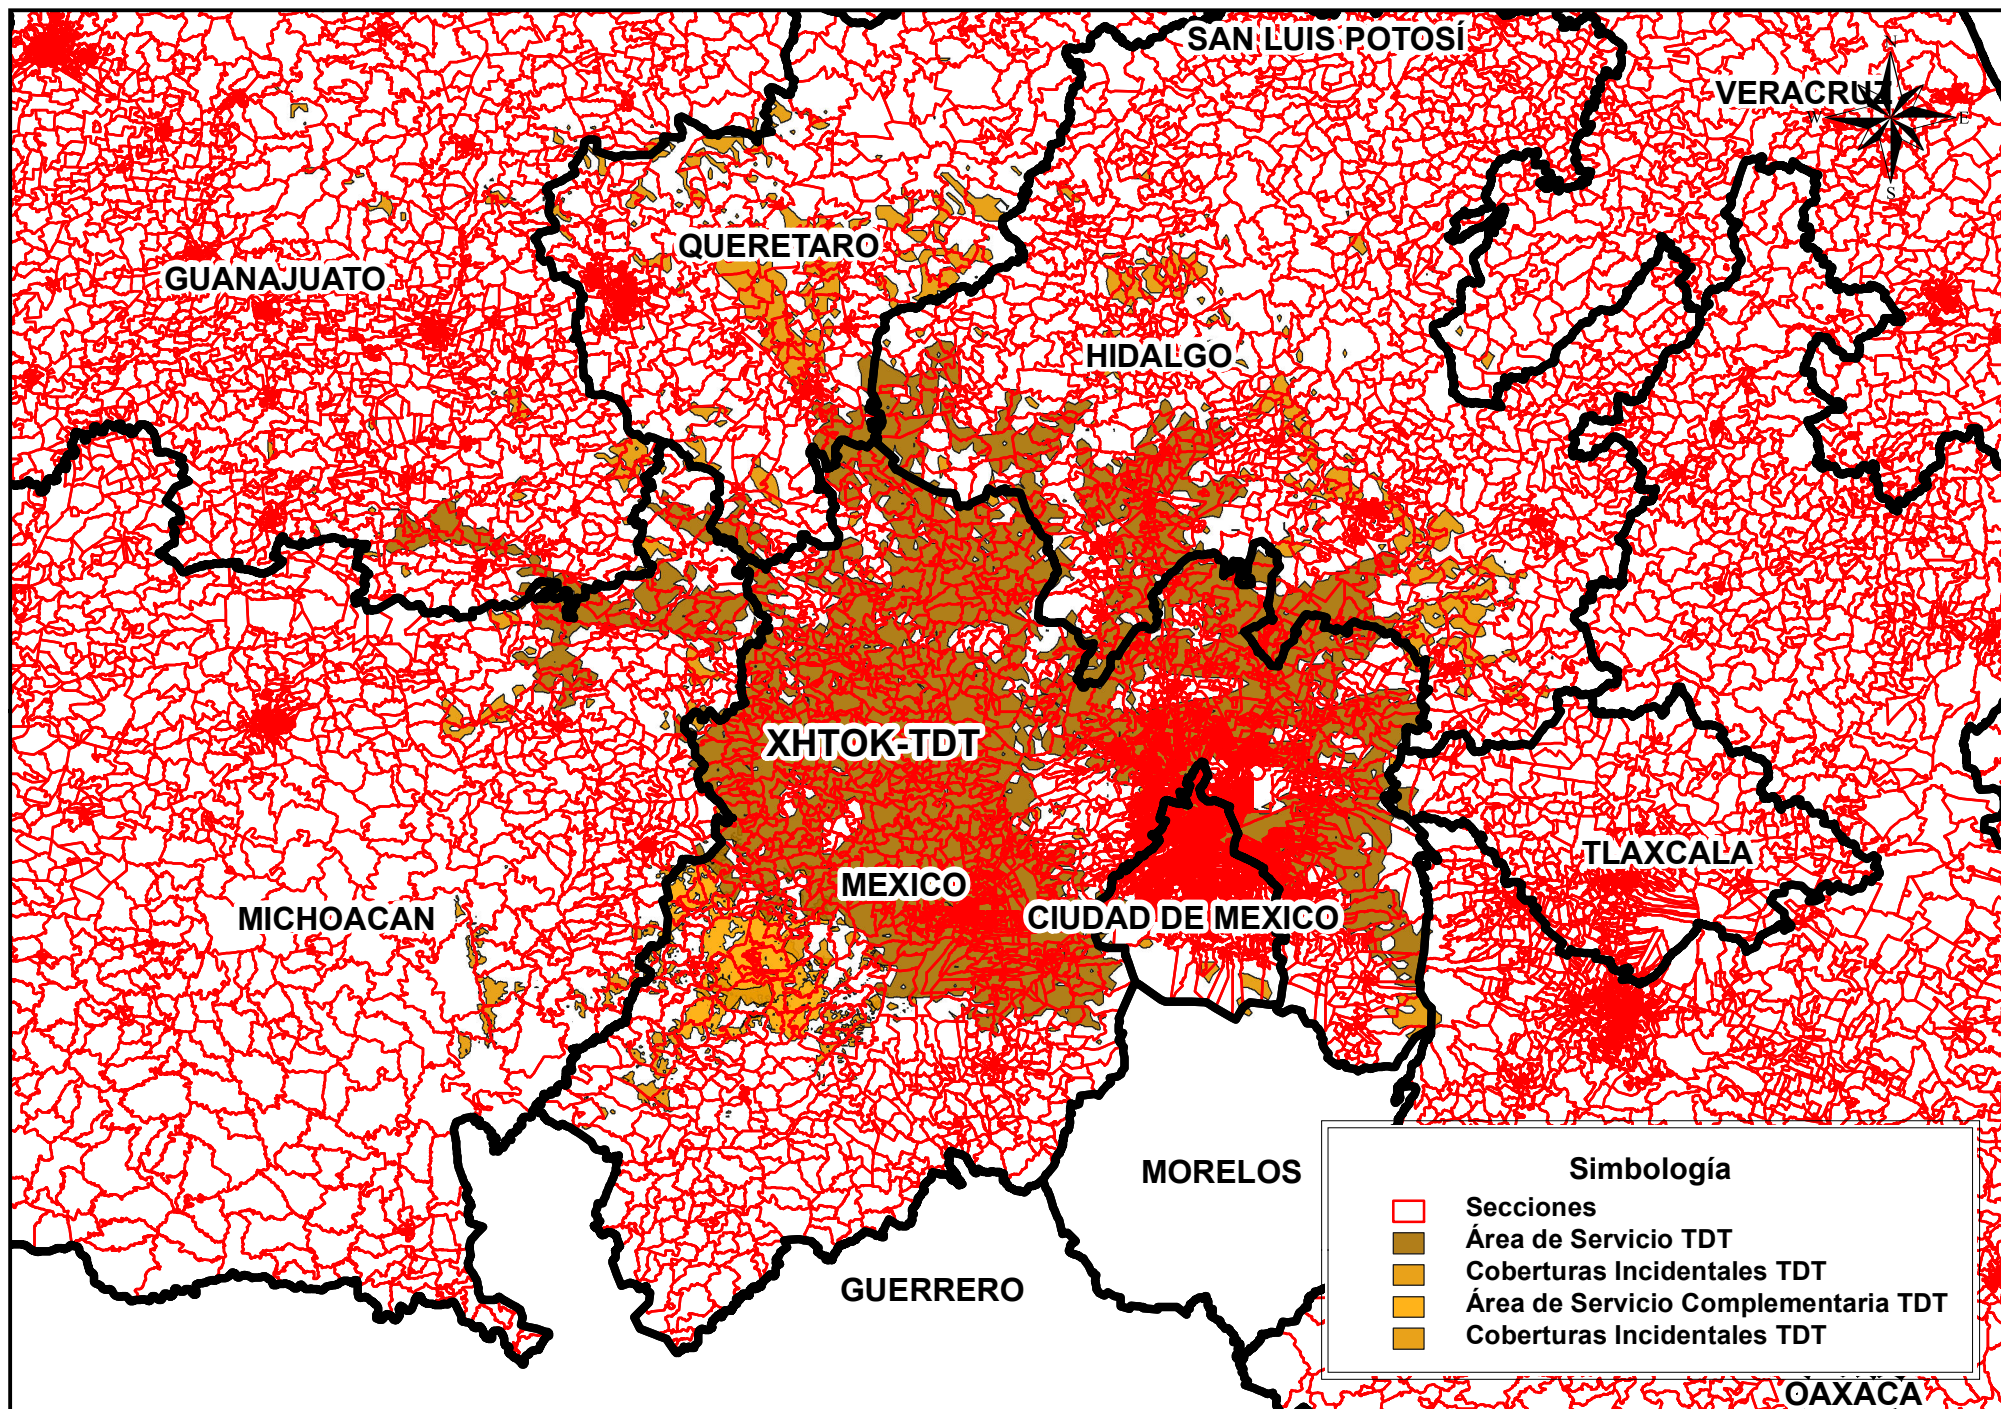 SAN LUIS POTOSÍ
VERACRUZ
N
W
E
S
QUERETARO
GUANAJUATO
HIDALGO
XHTOK-TDT
TLAXCALA
MEXICO
MICHOACAN
CIUDAD DE MEXICO
MORELOS
GUERRERO
Simbología
Secciones
Área de Servicio TDT
Coberturas Incidentales TDT
Área de Servicio Complementaria TDT
Coberturas Incidentales TDT
OAXACA